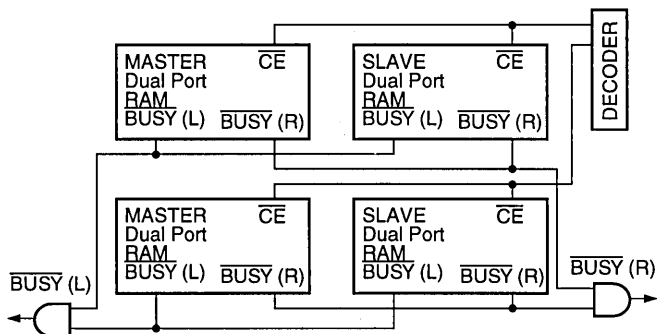 MASTER
Dual Port
RAM
BUSY (L)
CE
BUSY (R)
SLAVE
Dual Port
RAM
BUSY (L)
CE
BUSY (R)
DECODER
MASTER
Dual Port
RAM
BUSY (L)
CE
BUSY (R)
SLAVE
Dual Port
RAM
BUSY (L)
CE
BUSY (R)
BUSY (L)
BUSY (R)